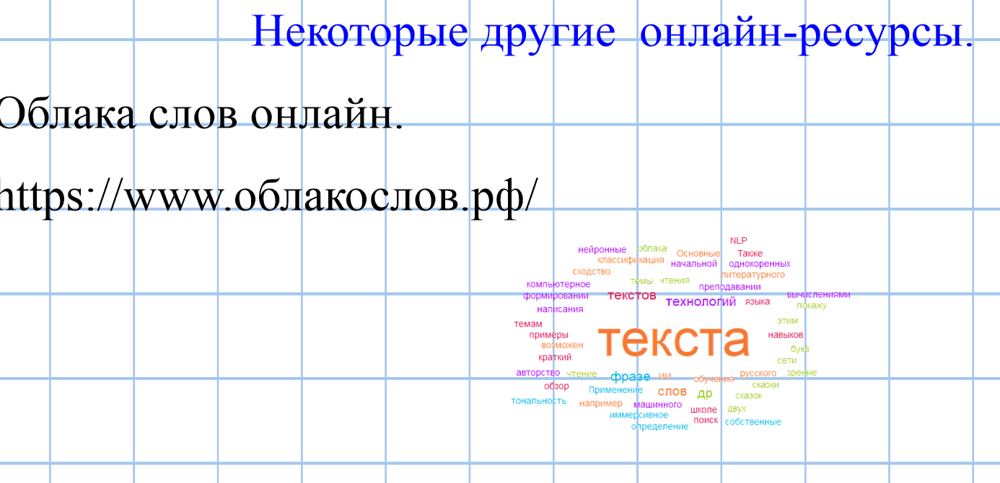 Некоторые другие онлайн-ресурсы.
Облака слов онлайн.
https://www.облакослов.рф/
NLP
нейронные облака Основные Также
классификация начальной однокоренных
сходство литературного
темы чтения
компьютерное преподавании
формировании текстов технологий языка вычислениями
написания покажу
темам этим
примеры текста навыков
возможен букв
краткий сети
авторство чтение фразе ИИ обучения русского зрение
обзор Применение слов др сказки
сказок
тональность например машинного школе двух
иммерсивное поиск собственные
определение